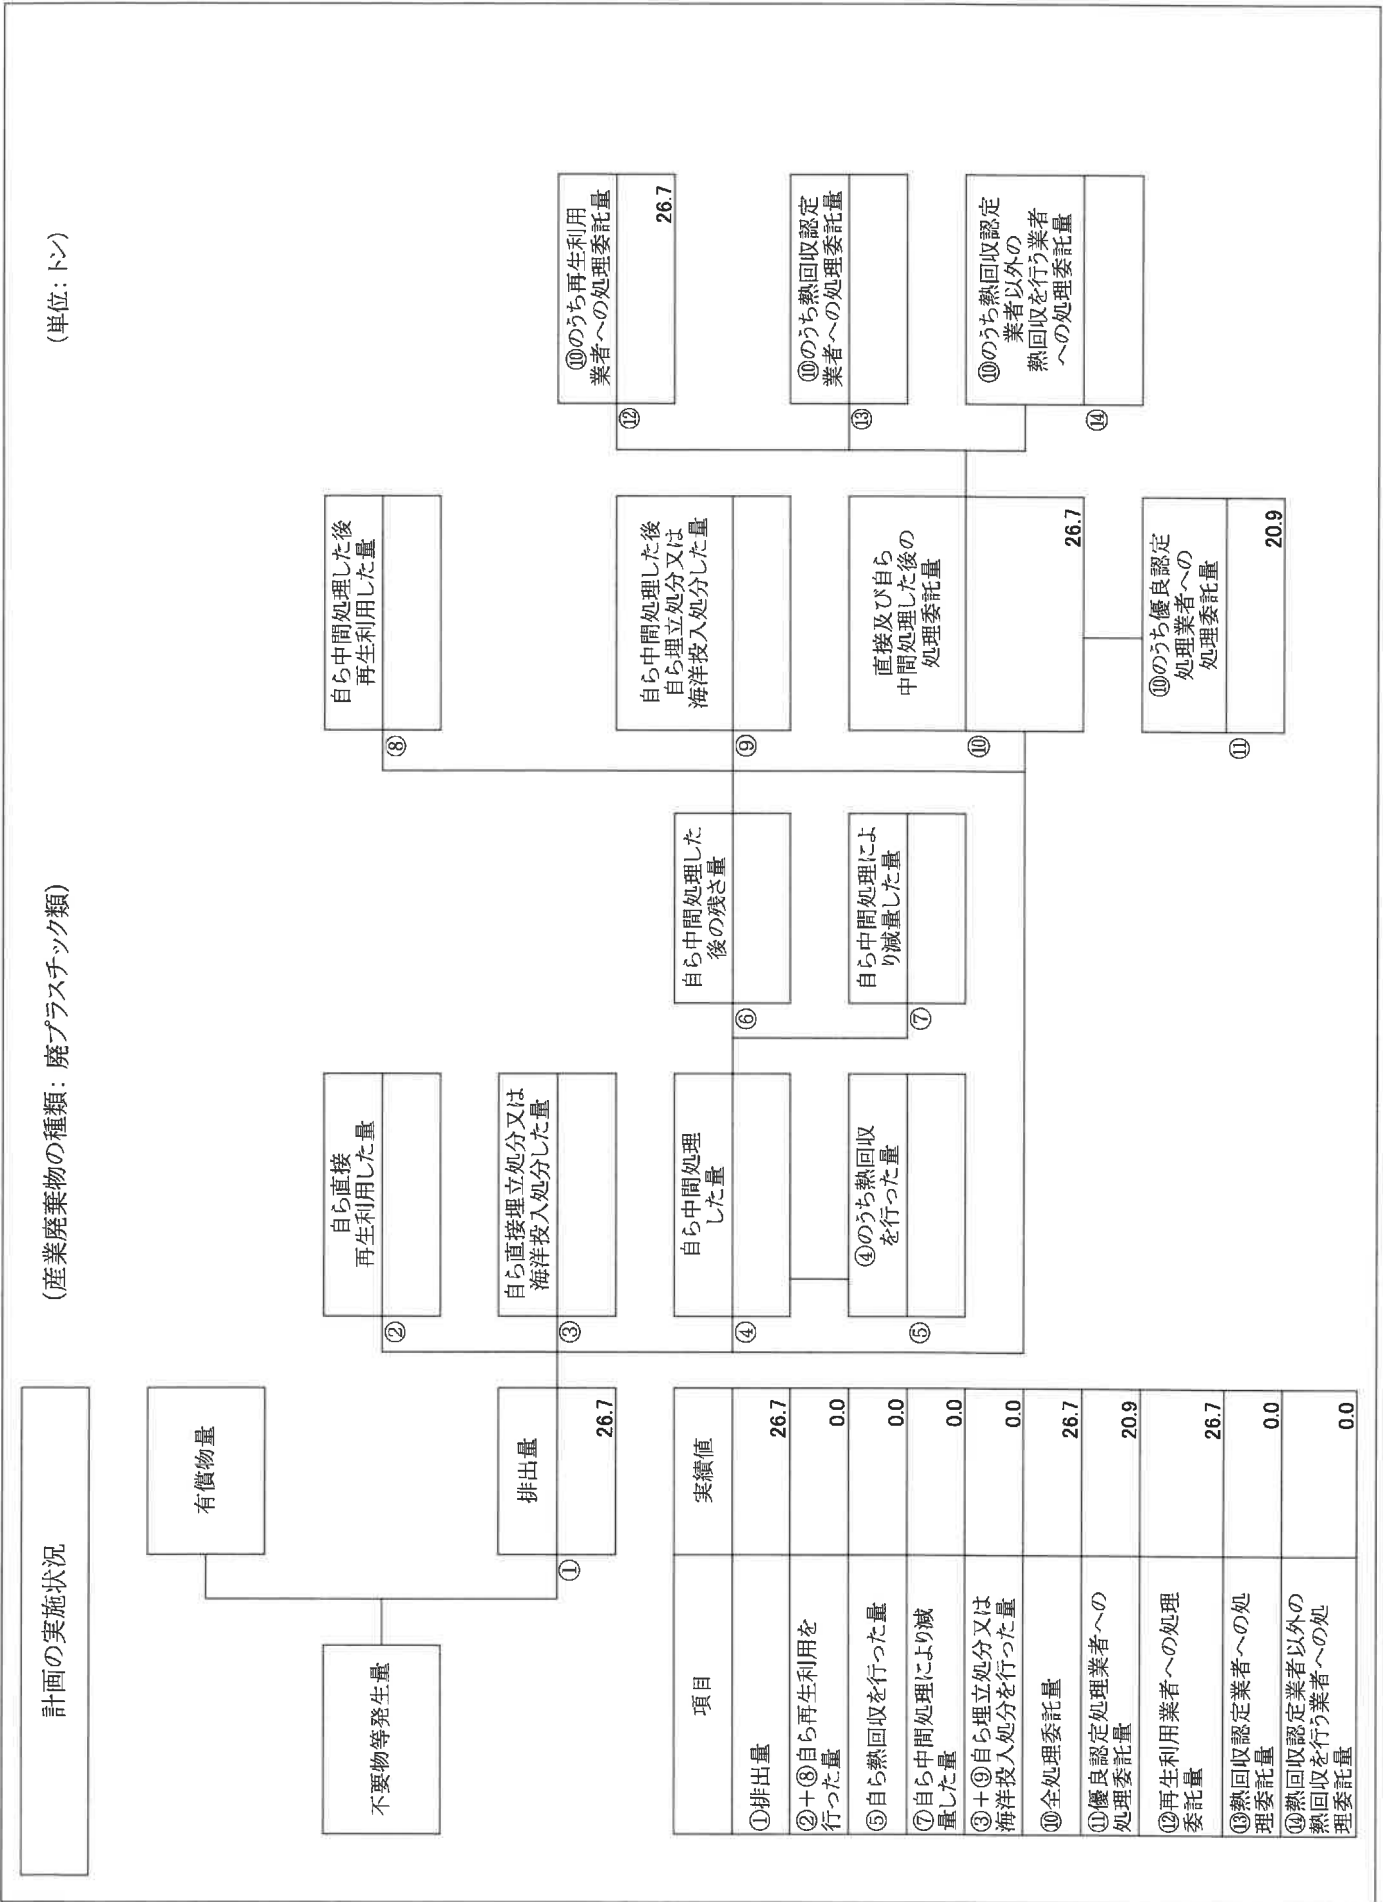 計画の実施状況
(産業廃棄物の種類: 廃プラスチック類)
(単位: トン)
不要物等発生量
有償物量
①
排出量
26.7
②
自ら直接
再生利用した量
③
自ら直接埋立処分又は
海洋投入処分した量
④
自ら中間処理
した量
⑤
④のうち熱回収
を行った量
⑥
自ら中間処理した
後の残さ量
⑦
自ら中間処理によ
り減量した量
⑧
自ら中間処理した後
再生利用した量
⑨
自ら中間処理した後
自ら埋立処分又は
海洋投入処分した量
⑩
直接及び自ら
中間処理した後の
処理委託量
26.7
⑪
⑩のうち優良認定
処理業者への
処理委託量
20.9
⑫
⑩のうち再生利用
業者への処理委託量
26.7
⑬
⑩のうち熱回収認定
業者への処理委託量
⑭
⑩のうち熱回収認定
業者以外の
熱回収を行う業者
への処理委託量
項目 実績値
①排出量 26.7
②+⑧自ら再生利用を
行った量 0.0
⑤自ら熱回収を行った量 0.0
⑦自ら中間処理により減
量した量 0.0
③+⑨自ら埋立処分又は
海洋投入処分を行った量 0.0
⑩全処理委託量 26.7
⑪優良認定処理業者への
処理委託量 20.9
⑫再生利用業者への処理
委託量 26.7
⑬熱回収認定業者への処
理委託量 0.0
⑭熱回収認定業者以外の
熱回収を行う業者への処
理委託量 0.0